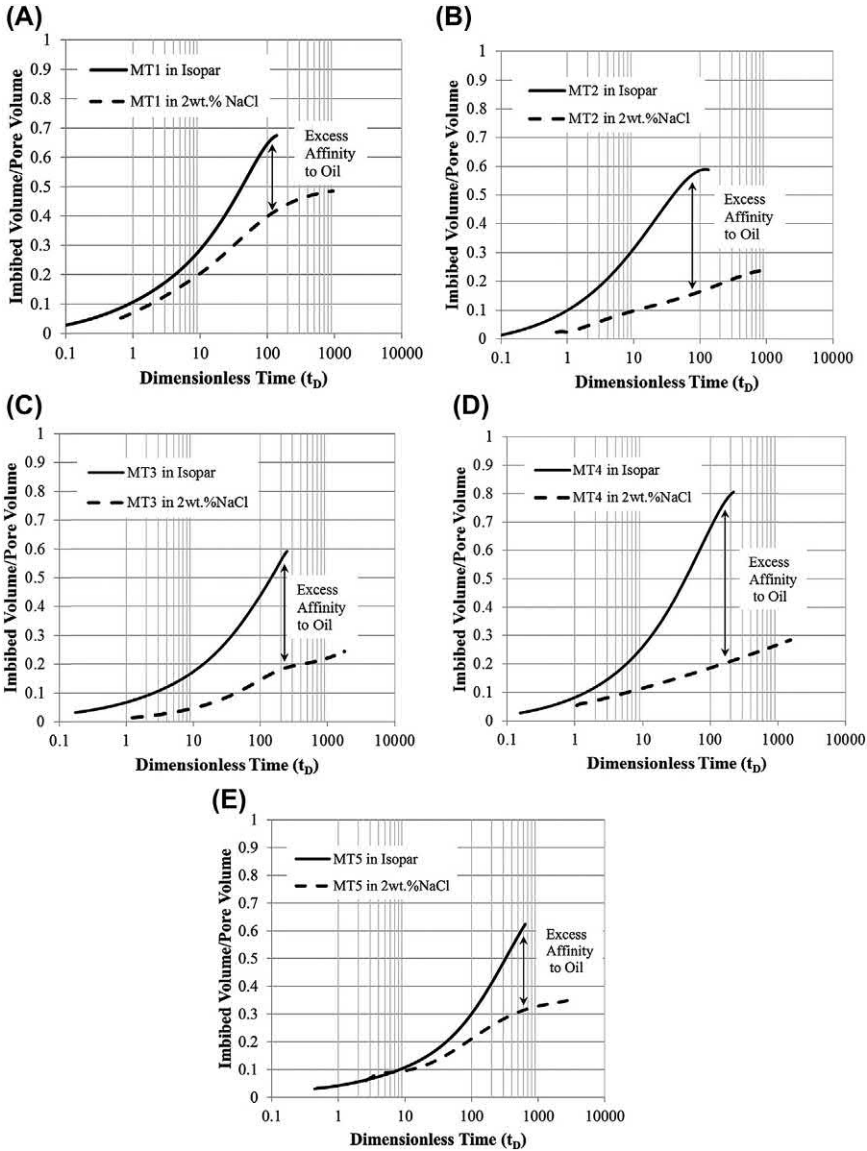 (A)
Imbibed Volume/Pore Volume
1
0.9
0.8
0.7
0.6
0.5
0.4
0.3
0.2
0.1
0
MT1 in Isopar
MT1 in 2wt.% NaCl
Excess
Affinity
to Oil
0.1 1 10 100 1000 10000
Dimensionless Time (tD)
(B)
Imbibed Volume/Pore Volume
1
0.9
0.8
0.7
0.6
0.5
0.4
0.3
0.2
0.1
0
MT2 in Isopar
MT2 in 2wt.%NaCl
Excess
Affinity
to Oil
0.1 1 10 100 1000 10000
Dimensionless Time (tD)
(C)
Imbibed Volume/Pore Volume
1
0.9
0.8
0.7
0.6
0.5
0.4
0.3
0.2
0.1
0
MT3 in Isopar
MT3 in 2wt.%NaCl
Excess
Affinity
to Oil
0.1 1 10 100 1000 10000
Dimensionless Time (tD)
(D)
Imbibed Volume/Pore Volume
1
0.9
0.8
0.7
0.6
0.5
0.4
0.3
0.2
0.1
0
MT4 in Isopar
MT4 in 2wt.%NaCl
Excess
Affinity
to Oil
0.1 1 10 100 1000 10000
Dimensionless Time (tD)
(E)
Imbibed Volume/Pore Volume
1
0.9
0.8
0.7
0.6
0.5
0.4
0.3
0.2
0.1
0
MT5 in Isopar
MT5 in 2wt.%NaCl
Excess
Affinity
to Oil
0.1 1 10 100 1000 10000
Dimensionless Time (tD)